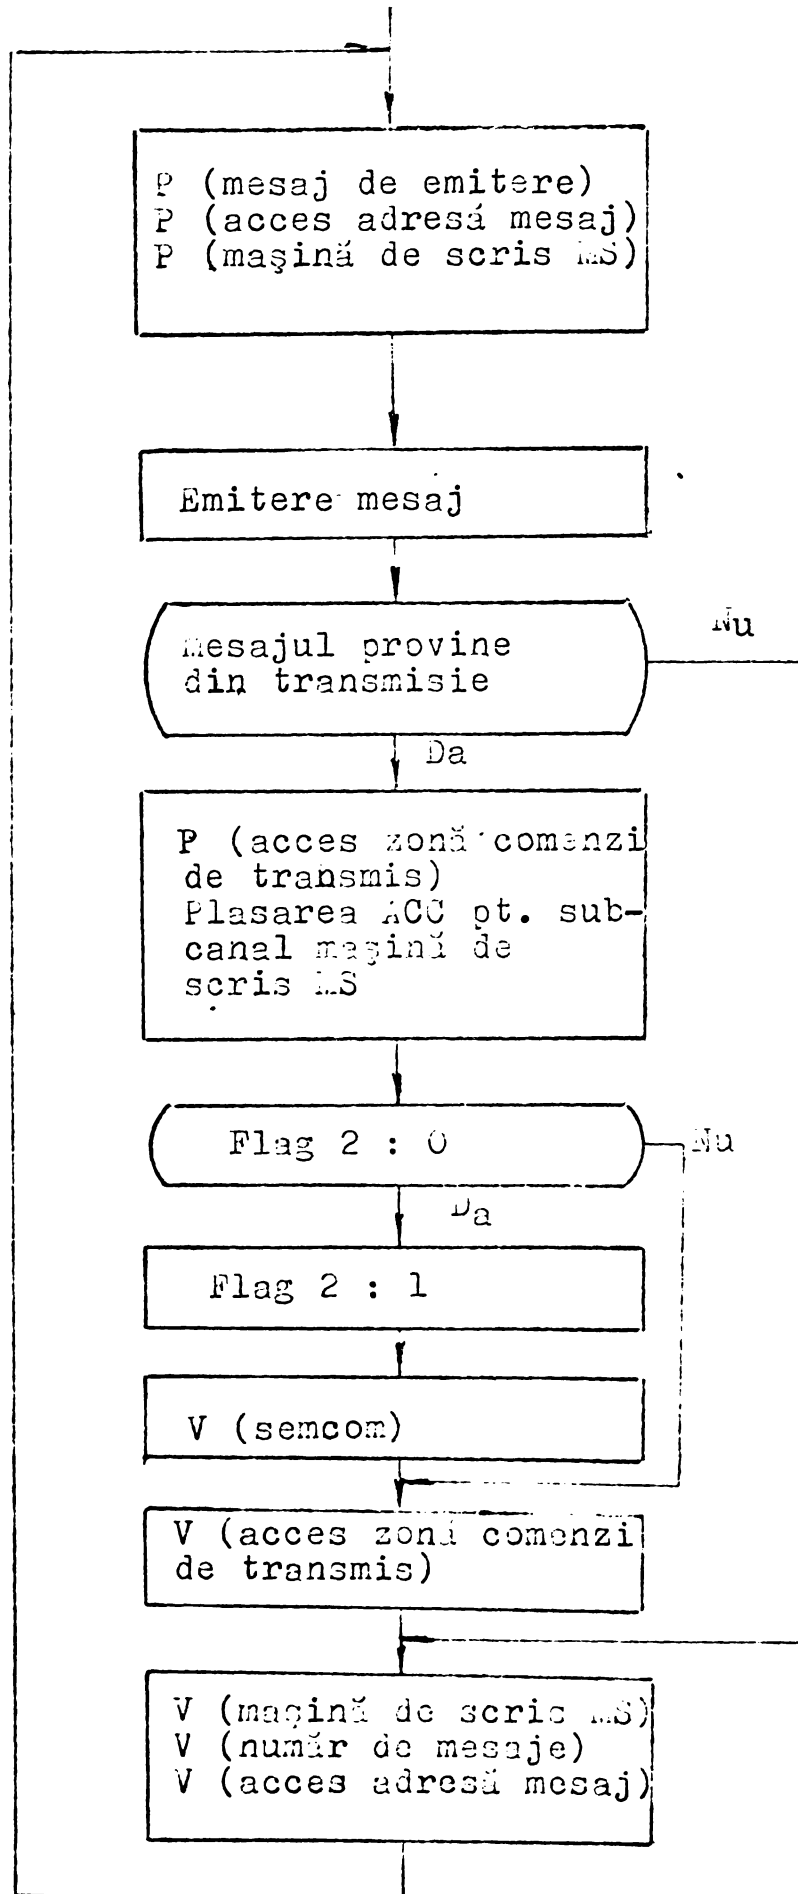 P (mesaj de emitere)
P (acces adresă mesaj)
P (maşină de scris MS)
Emitere mesaj
Mesajul provine
din transmisie
Nu
Da
P (acces zonă comenzi
de transmis)
Plasarea ACC pt. sub-
canal maşină de
scris MS
Flag 2 : 0
Nu
Da
Flag 2 : 1
V (semcom)
V (acces zonă comenzi
de transmis)
V (maşină de scris MS)
V (număr de mesaje)
V (acces adresă mesaj)